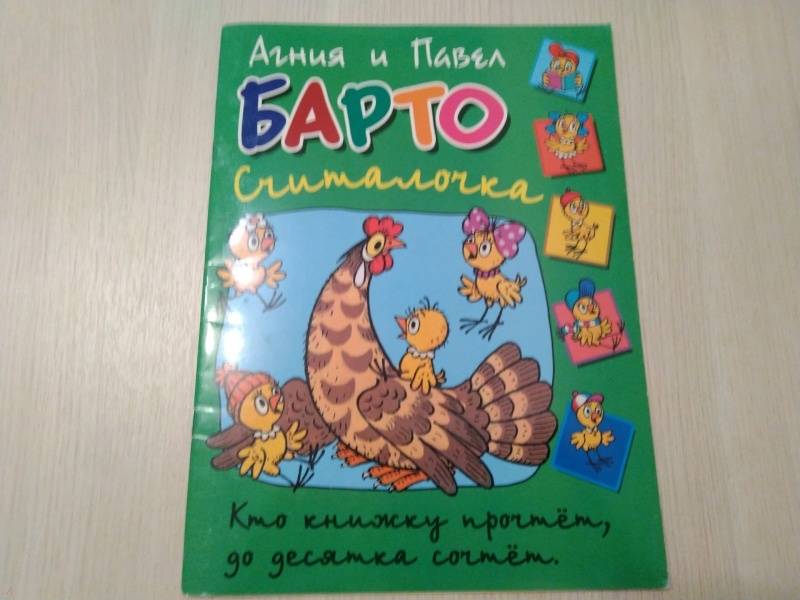 Агния и Павел
БАРТО
Считалочка
Кто книжку прочтёт,
до десятка сочтёт.